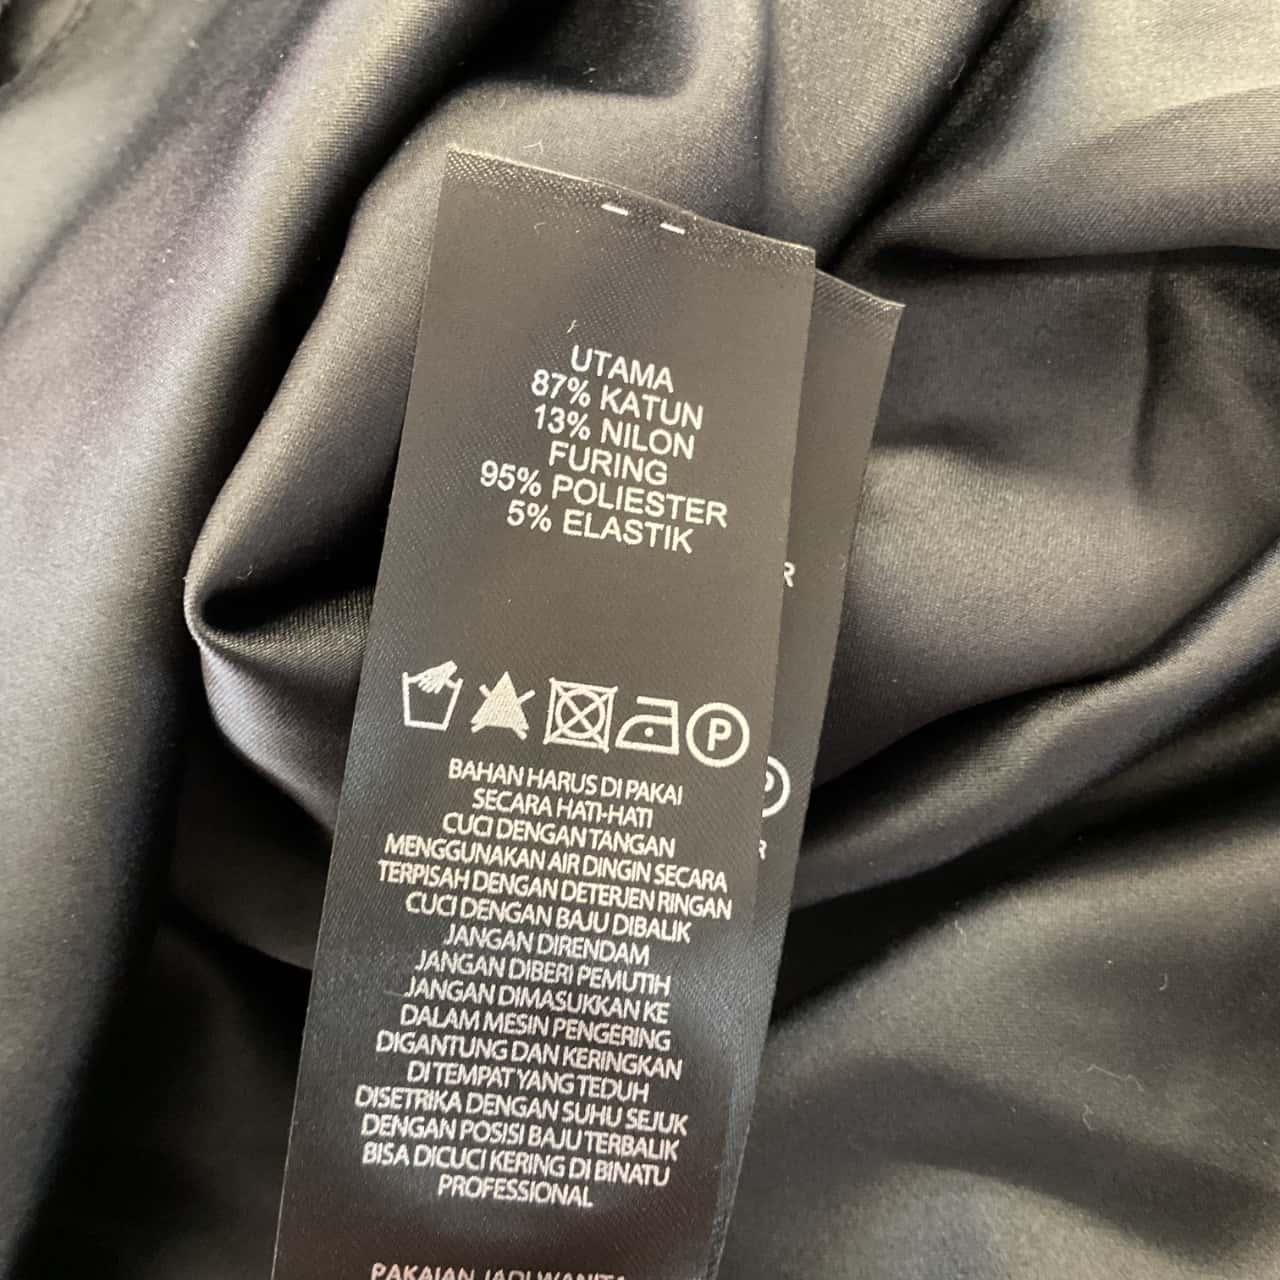 UTAMA
87% KATUN
13% NILON
FURING
95% POLIESTER
5% ELASTIK
R
P
P
BAHAN HARUS DI PAKAI
SECARA HATI-HATI
CUCI DENGAN TANGAN
MENGGUNAKAN AIR DINGIN SECARA
R
TERPISAH DENGAN DETERJEN RINGAN
CUCI DENGAN BAJU DIBALIK
JANGAN DIRENDAM
JANGAN DIBERI PEMUTIH
JANGAN DIMASUKKAN KE
DALAM MESIN PENGERING
DIGANTUNG DAN KERINGKAN
DI TEMPAT YANG TEDUH
DISETRIKA DENGAN SUHU SEJUK
DENGAN POSISI BAJU TERBALIK
BISA DICUCI KERING DI BINATU
PROFESSIONAL
PAKAIAN JADI WANITA